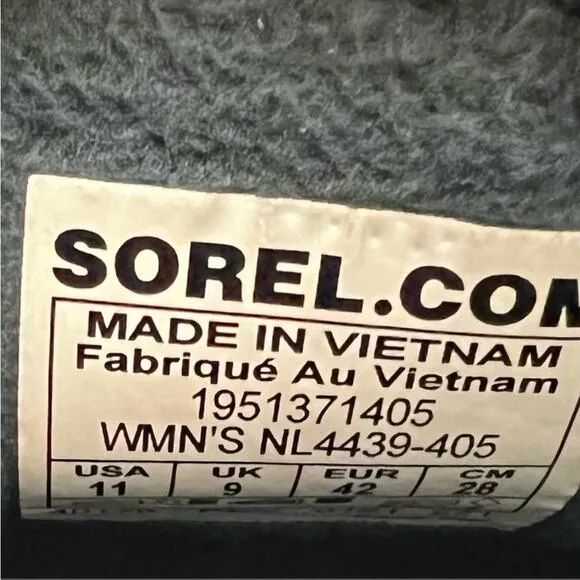 SOREL.COM
MADE IN VIETNAM
Fabriqué Au Vietnam
1951371405
WMN'S NL4439-405
USA UK EUR CM
11 9 42 28